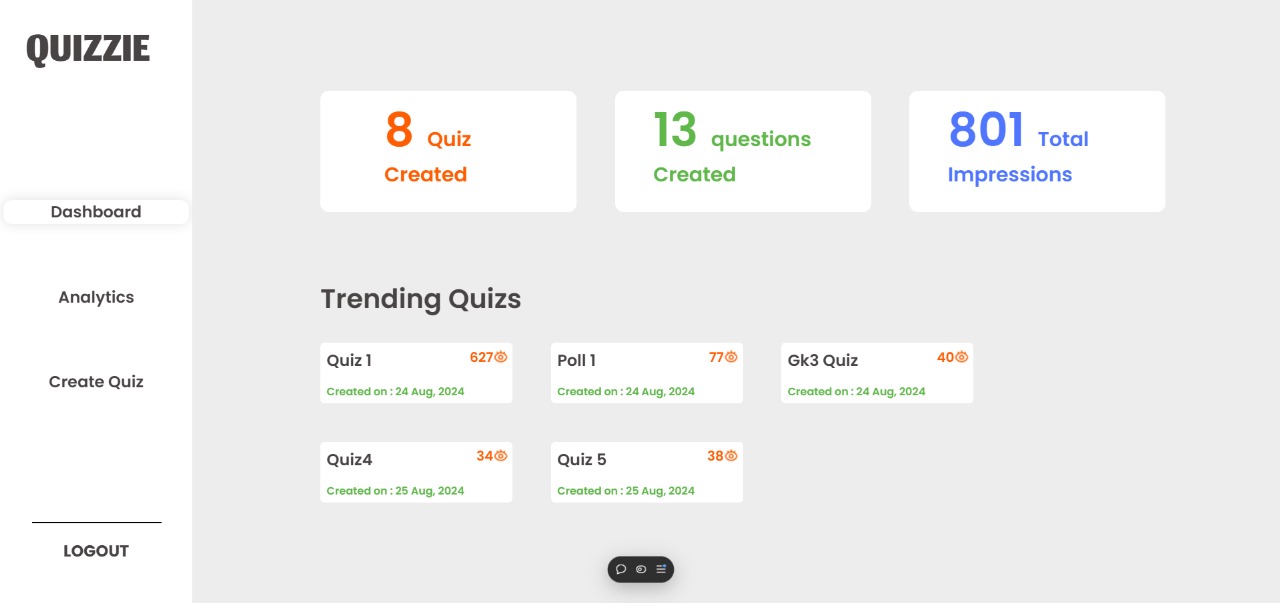 QUIZZIE
Dashboard
Analytics
Create Quiz
LOGOUT
8 Quiz
Created
13 questions
Created
801 Total
Impressions
Trending Quizs
Quiz 1 627
Created on : 24 Aug, 2024
Poll 1 77
Created on : 24 Aug, 2024
Gk3 Quiz 40
Created on : 24 Aug, 2024
Quiz4 34
Created on : 25 Aug, 2024
Quiz 5 38
Created on : 25 Aug, 2024